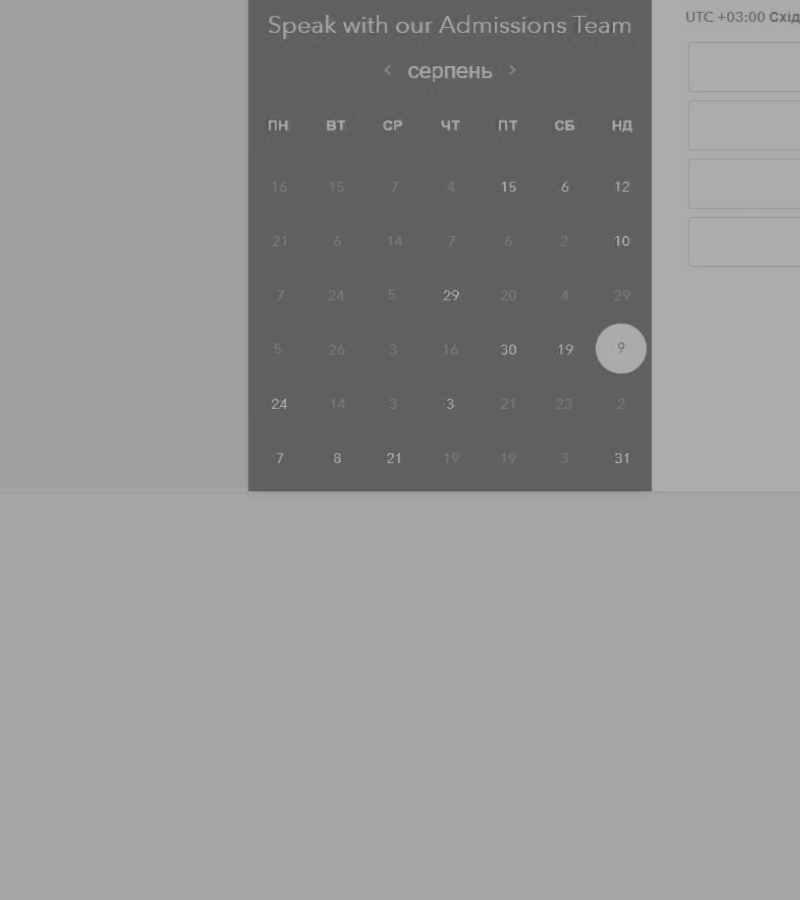 Speak with our Admissions Team
UTC +03:00 Схід
< серпень >
ПН ВТ СР ЧТ ПТ СБ НД
16 15 7 4 15 6 12
21 6 14 7 6 2 10
7 24 5 29 20 4 29
5 26 3 16 30 19 9
24 14 3 3 21 23 2
7 8 21 19 19 3 31